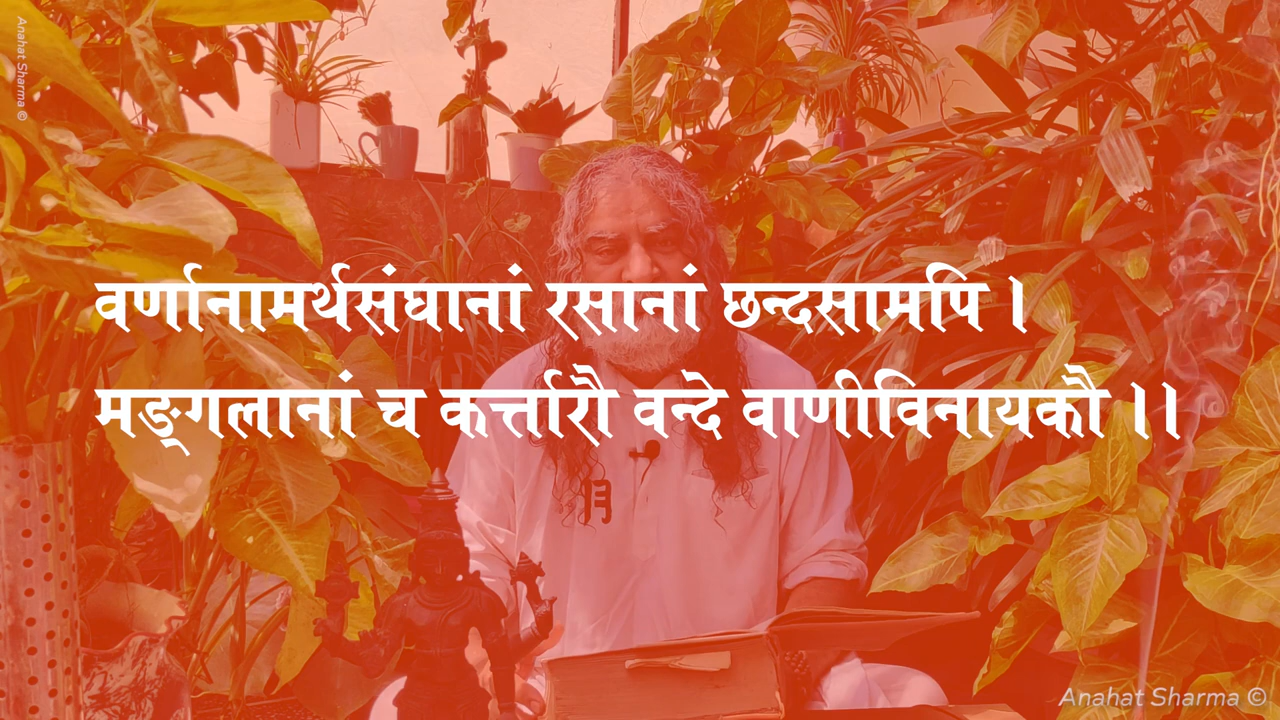 Anahat Sharma ©
वर्णानामर्थसंघानां रसानां छन्दसामपि ।
मङ्गलानां च कर्त्तारौ वन्दे वाणीविनायकौ ।।
Anahat Sharma ©